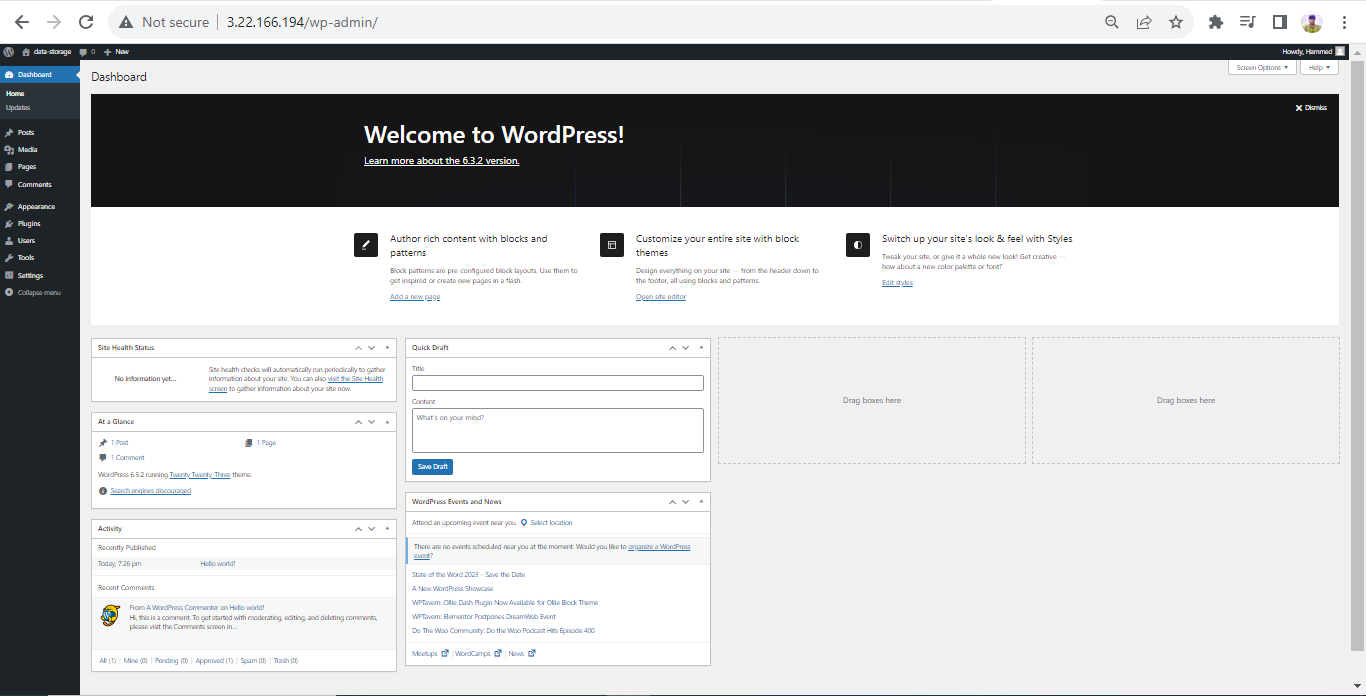 Not secure
3.22.166.194/wp-admin/
data-storage
0
New
Howdy, Hammed
Dashboard
Home
Updates
Posts
Media
Pages
Comments
Appearance
Plugins
Users
Tools
Settings
Collapse menu
Dashboard
Screen Options
Help
Dismiss
Welcome to WordPress!
Learn more about the 6.3.2 version.
Author rich content with blocks and
patterns
Block patterns are pre-configured block layouts. Use them to
get inspired or create new pages in a flash.
Add a new page
Customize your entire site with block
themes
Design everything on your site — from the header down to
the footer, all using blocks and patterns.
Open site editor
Switch up your site's look & feel with Styles
Tweak your site, or give it a whole new look! Get creative —
how about a new color palette or font?
Edit styles
Site Health Status
No information yet...
Site health checks will automatically run periodically to gather
information about your site. You can also visit the Site Health
screen to gather information about your site now.
At a Glance
1 Post
1 Page
1 Comment
WordPress 6.3.2 running Twenty Twenty-Three theme.
Search engines discouraged
Activity
Recently Published
Today, 7:26 pm
Hello world!
Recent Comments
From A WordPress Commenter on Hello world!
Hi, this is a comment. To get started with moderating, editing, and deleting comments,
please visit the Comments screen in...
All (1) | Mine (0) | Pending (0) | Approved (1) | Spam (0) | Trash (0)
Quick Draft
Title
Content
What's on your mind?
Save Draft
WordPress Events and News
Attend an upcoming event near you.
Select location
There are no events scheduled near you at the moment. Would you like to organize a WordPress
event?
State of the Word 2023 – Save the Date
A New WordPress Showcase
WPTavern: Ollie Dash Plugin Now Available for Ollie Block Theme
WPTavern: Elementor Postpones DreamWeb Event
Do The Woo Community: Do the Woo Podcast Hits Episode 400
Meetups | WordCamps | News
Drag boxes here
Drag boxes here